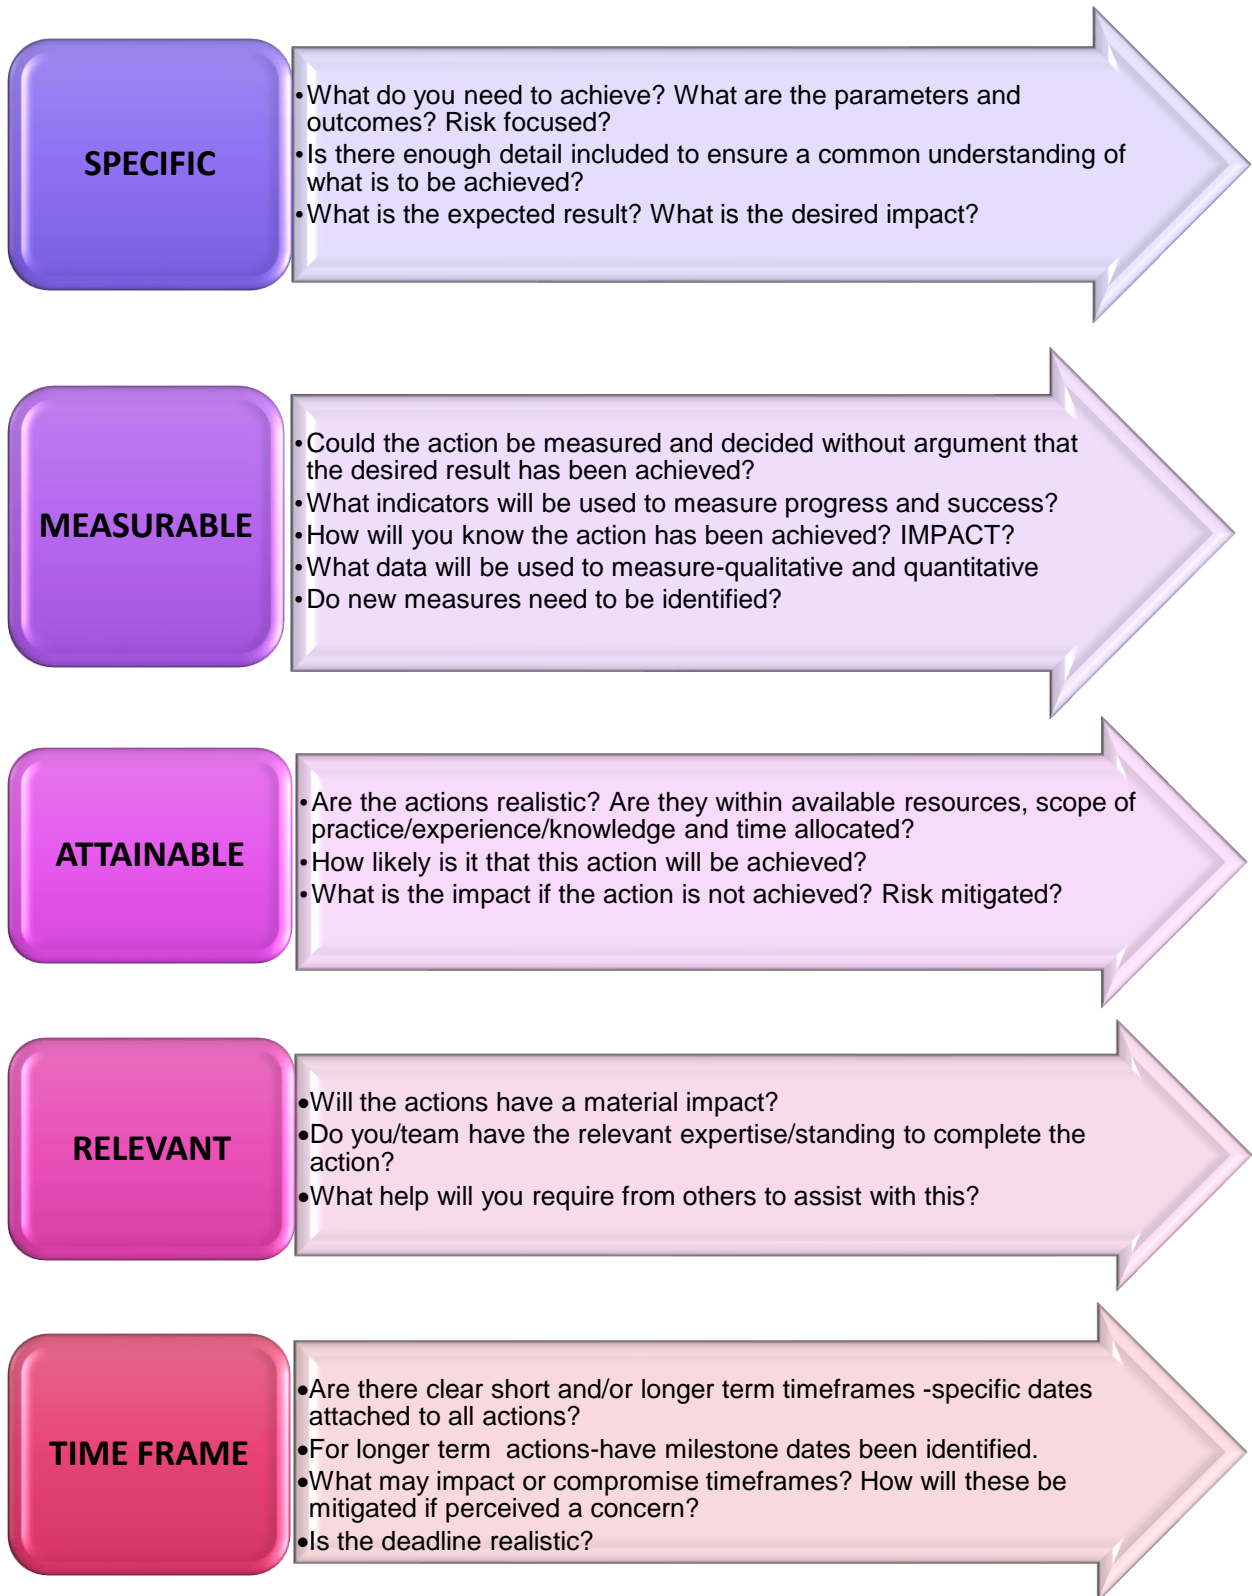 SPECIFIC
•What do you need to achieve? What are the parameters and
outcomes? Risk focused?
•Is there enough detail included to ensure a common understanding of
what is to be achieved?
•What is the expected result? What is the desired impact?
MEASURABLE
•Could the action be measured and decided without argument that
the desired result has been achieved?
•What indicators will be used to measure progress and success?
•How will you know the action has been achieved? IMPACT?
•What data will be used to measure-qualitative and quantitative
•Do new measures need to be identified?
ATTAINABLE
•Are the actions realistic? Are they within available resources, scope of
practice/experience/knowledge and time allocated?
•How likely is it that this action will be achieved?
•What is the impact if the action is not achieved? Risk mitigated?
RELEVANT
•Will the actions have a material impact?
•Do you/team have the relevant expertise/standing to complete the
action?
•What help will you require from others to assist with this?
TIME FRAME
•Are there clear short and/or longer term timeframes -specific dates
attached to all actions?
•For longer term  actions-have milestone dates been identified.
•What may impact or compromise timeframes? How will these be
mitigated if perceived a concern?
•Is the deadline realistic?